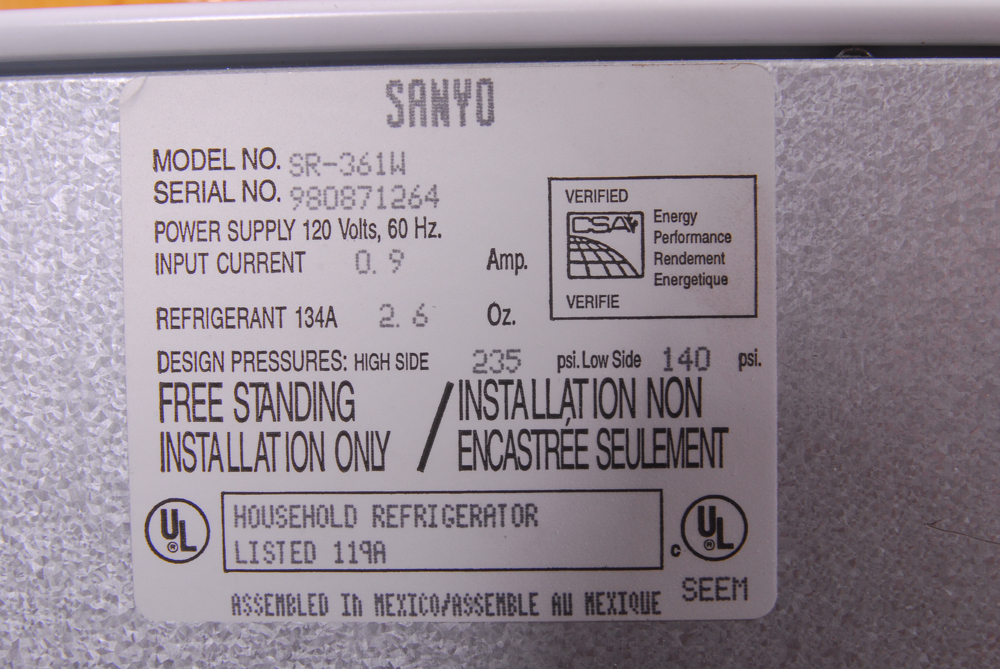 SANYO
MODEL NO. SR-361W
SERIAL NO. 980871264
POWER SUPPLY 120 Volts, 60 Hz.
INPUT CURRENT 0.9 Amp.
VERIFIED
CSA
Energy
Performance
Rendement
Energetique
VERIFIE
REFRIGERANT 134A 2.6 Oz.
DESIGN PRESSURES: HIGH SIDE 235 psi. Low Side 140 psi.
FREE STANDING / INSTALLATION NON
INSTALLATION ONLY ENCASTRÉE SEULEMENT
UL ®
HOUSEHOLD REFRIGERATOR
LISTED 119A
c UL ®
SEEM
ASSEMBLED In MEXICO/ASSEMBLE AU MEXIQUE